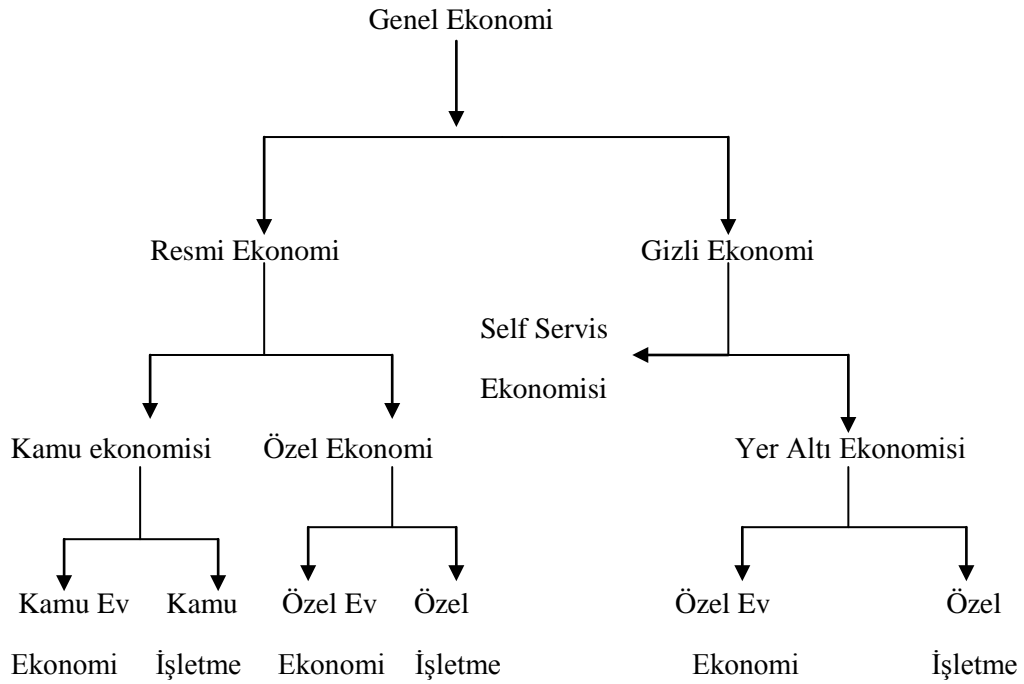 Genel Ekonomi
Resmi Ekonomi Gizli Ekonomi
Self Servis
Ekonomisi
Kamu ekonomisi Özel Ekonomi Yer Altı Ekonomisi
Kamu Ev Kamu Özel Ev Özel Özel Ev Özel
Ekonomi İşletme Ekonomi İşletme Ekonomi İşletme